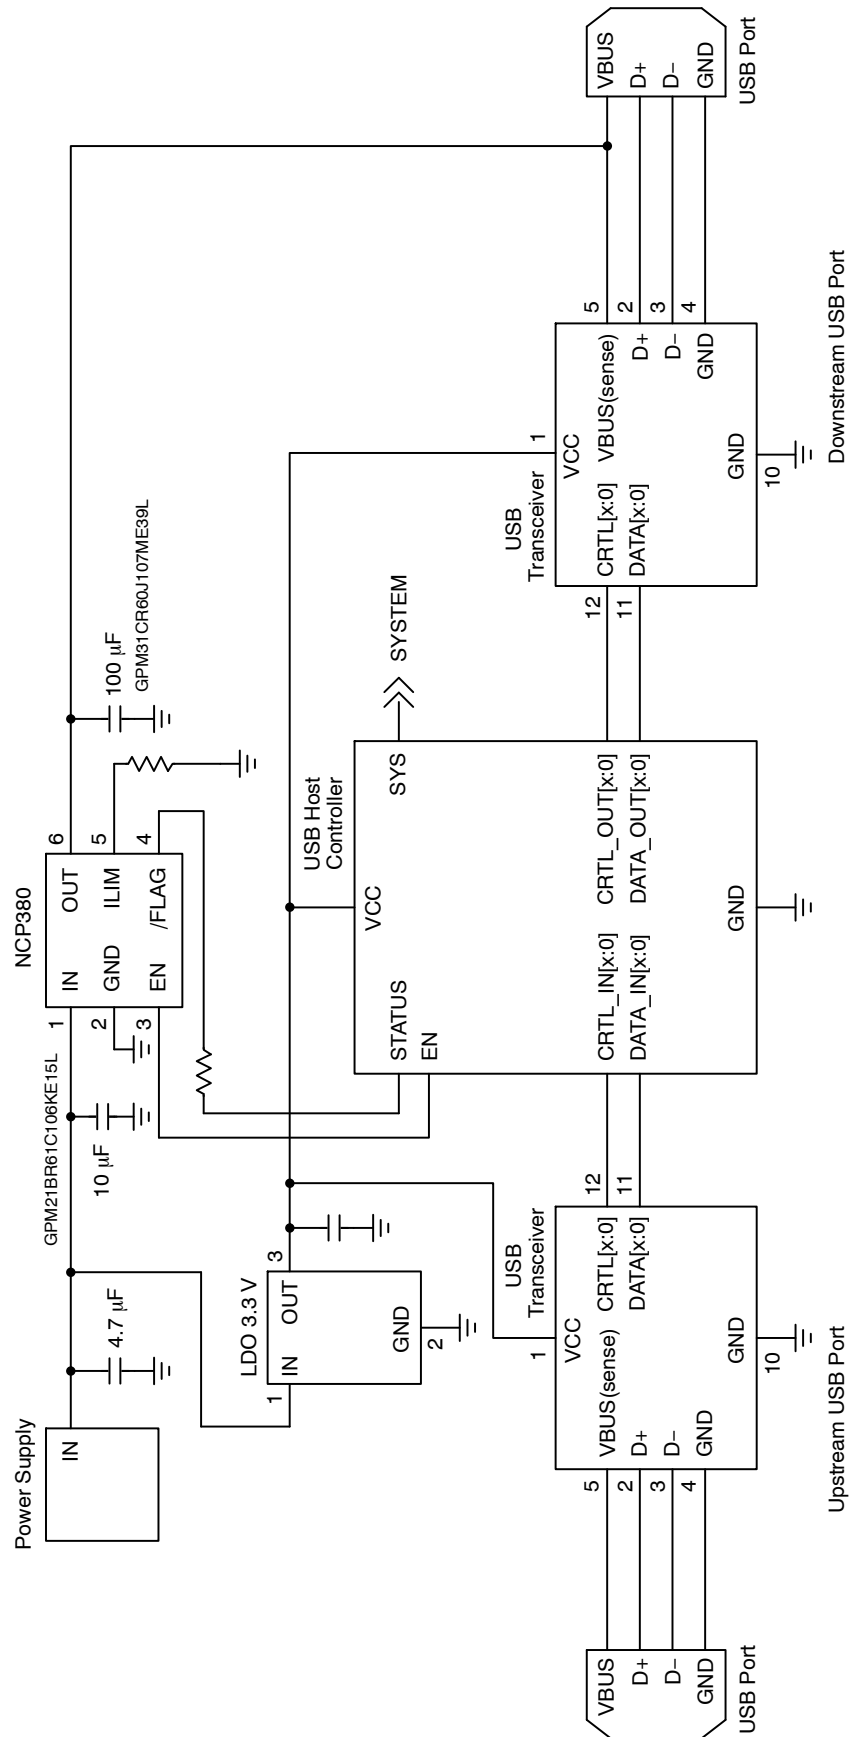 Power Supply
IN
4.7 µF
GPM21BR61C106KE15L
10 µF
NCP380
1
IN
OUT
6
2
GND
ILIM
5
3
EN
/FLAG
4
100 µF
GPM31CR60J107ME39L
LDO 3.3 V
1
IN
OUT
3
GND
2
USB Host
Controller
VCC
SYS
SYSTEM
STATUS
EN
CRTL_IN[x:0]
CRTL_OUT[x:0]
DATA_IN[x:0]
DATA_OUT[x:0]
GND
USB
Transceiver
1
VCC
5
VBUS(sense)
CRTL[x:0]
12
2
D+
DATA[x:0]
11
3
D−
4
GND
GND
10
VBUS
D+
D−
GND
USB Port
Upstream USB Port
USB
Transceiver
1
VCC
12
CRTL[x:0]
VBUS(sense)
5
11
DATA[x:0]
D+
2
D−
3
GND
4
GND
10
VBUS
D+
D−
GND
USB Port
Downstream USB Port